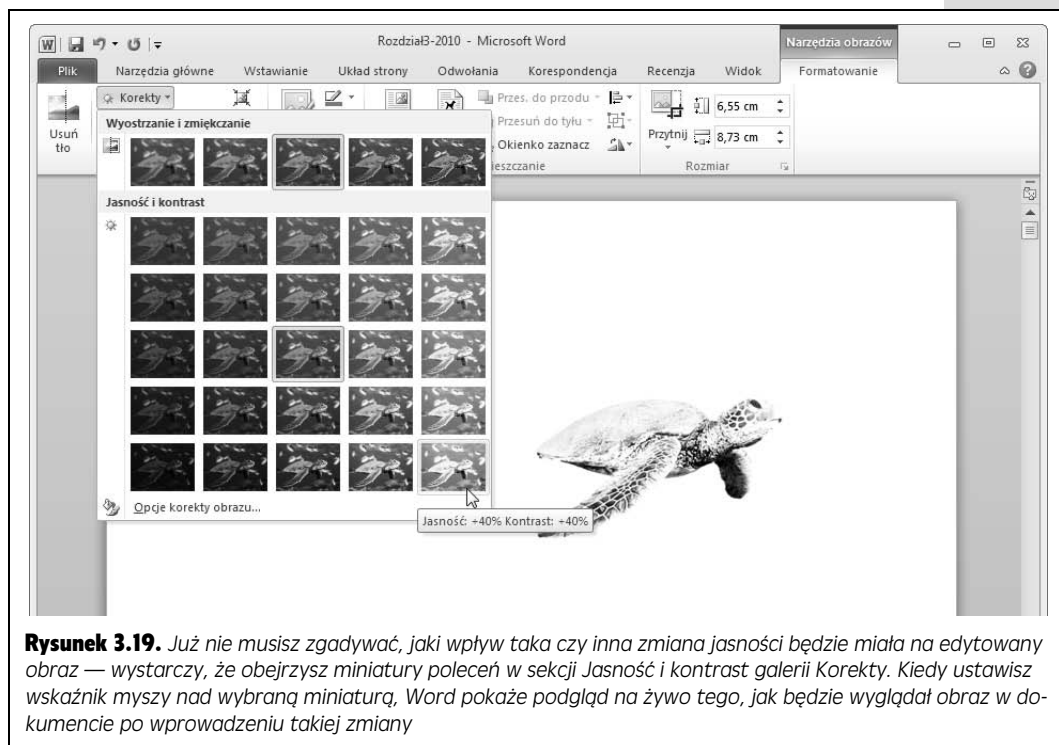 Rozdział3-2010 - Microsoft Word
Narzędzia obrazów
Plik Narzędzia główne Wstawianie Układ strony Odwołania Korespondencja Recenzja Widok Formatowanie
Usuń
tło
Korekty
Przes. do przodu
Przesuń do tyłu
Okienko zaznacz
Przytnij
6,55 cm
8,73 cm
Rozmiar
Wyostrzanie i zmiękczanie
Jasność i kontrast
Opcje korekty obrazu...
Jasność: +40% Kontrast: +40%
Rysunek 3.19. Już nie musisz zgadywać, jaki wpływ taka czy inna zmiana jasności będzie miała na edytowany
obraz — wystarczy, że obejrzysz miniatury poleceń w sekcji Jasność i kontrast galerii Korekty. Kiedy ustawisz
wskaźnik myszy nad wybraną miniaturą, Word pokaże podgląd na żywo tego, jak będzie wyglądał obraz w do-
kumencie po wprowadzeniu takiej zmiany